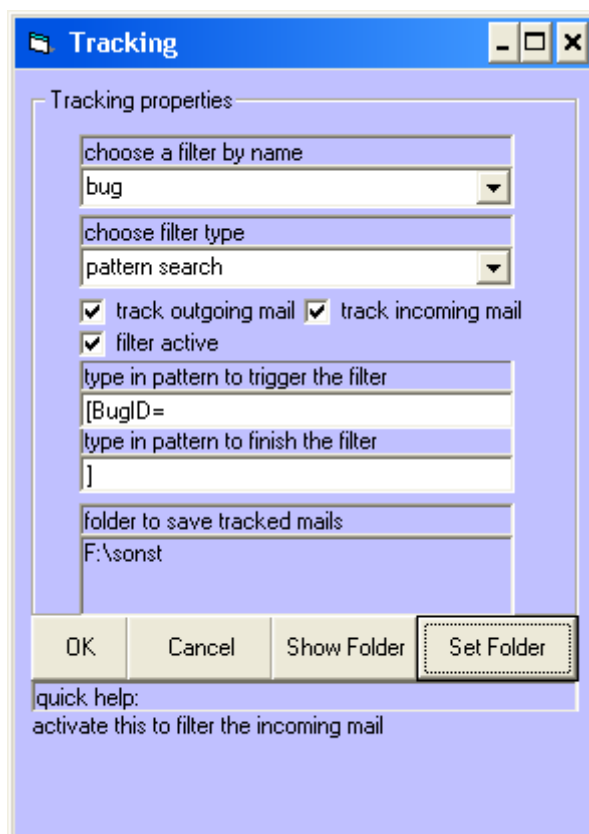 Tracking
Tracking properties
choose a filter by name
bug
choose filter type
pattern search
track outgoing mail track incoming mail
filter active
type in pattern to trigger the filter
[BugID=
type in pattern to finish the filter
]
folder to save tracked mails
F:\sonst
OK Cancel Show Folder Set Folder
quick help:
activate this to filter the incoming mail